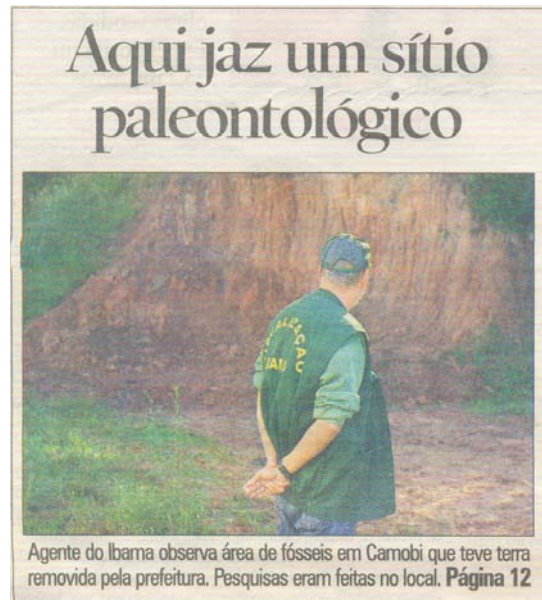 Aqui jaz um sítio
paleontológico
Agente do Ibama observa área de fósseis em Camobi que teve terra
removida pela prefeitura. Pesquisas eram feitas no local. Página 12